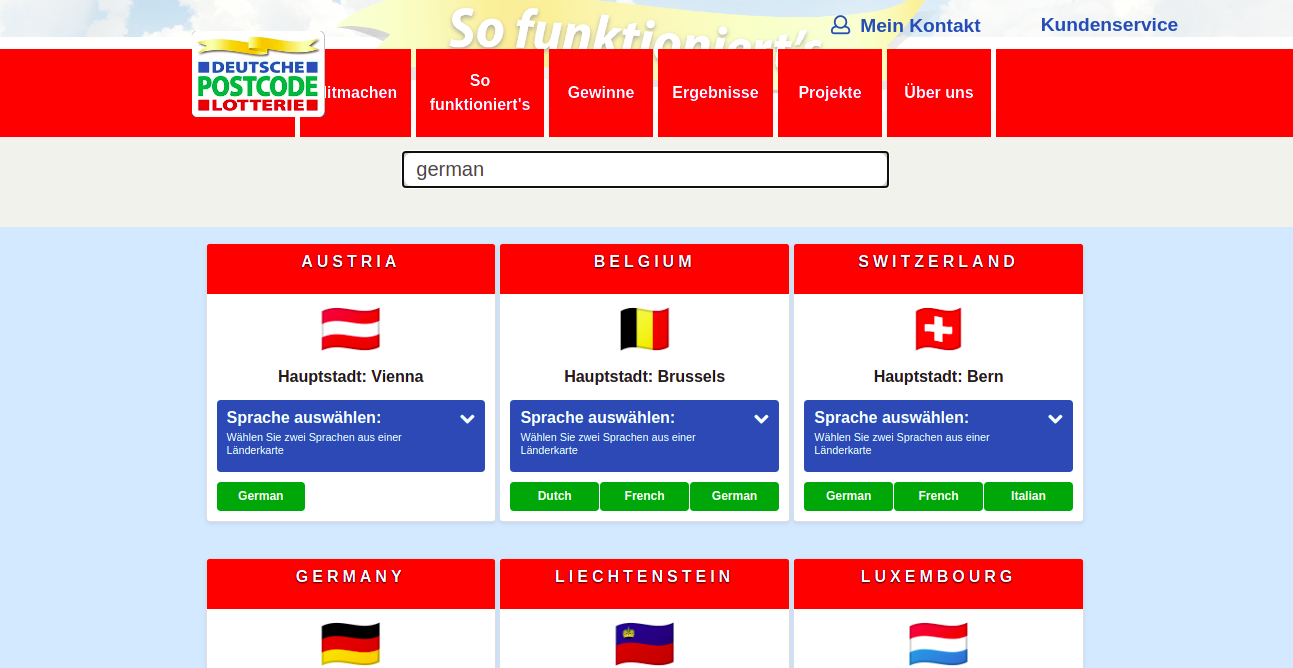 So funktioniert's
Mein Kontakt
Kundenservice
DEUTSCHE
POSTCODE
LOTTERIE
So
funktioniert's
Gewinne
Ergebnisse
Projekte
Über uns
german
AUSTRIA
BELGIUM
SWITZERLAND
Hauptstadt: Vienna
Hauptstadt: Brussels
Hauptstadt: Bern
Sprache auswählen:
Wählen Sie zwei Sprachen aus einer
Länderkarte
Sprache auswählen:
Wählen Sie zwei Sprachen aus einer
Länderkarte
Sprache auswählen:
Wählen Sie zwei Sprachen aus einer
Länderkarte
German
Dutch
French
German
German
French
Italian
GERMANY
LIECHTENSTEIN
LUXEMBOURG